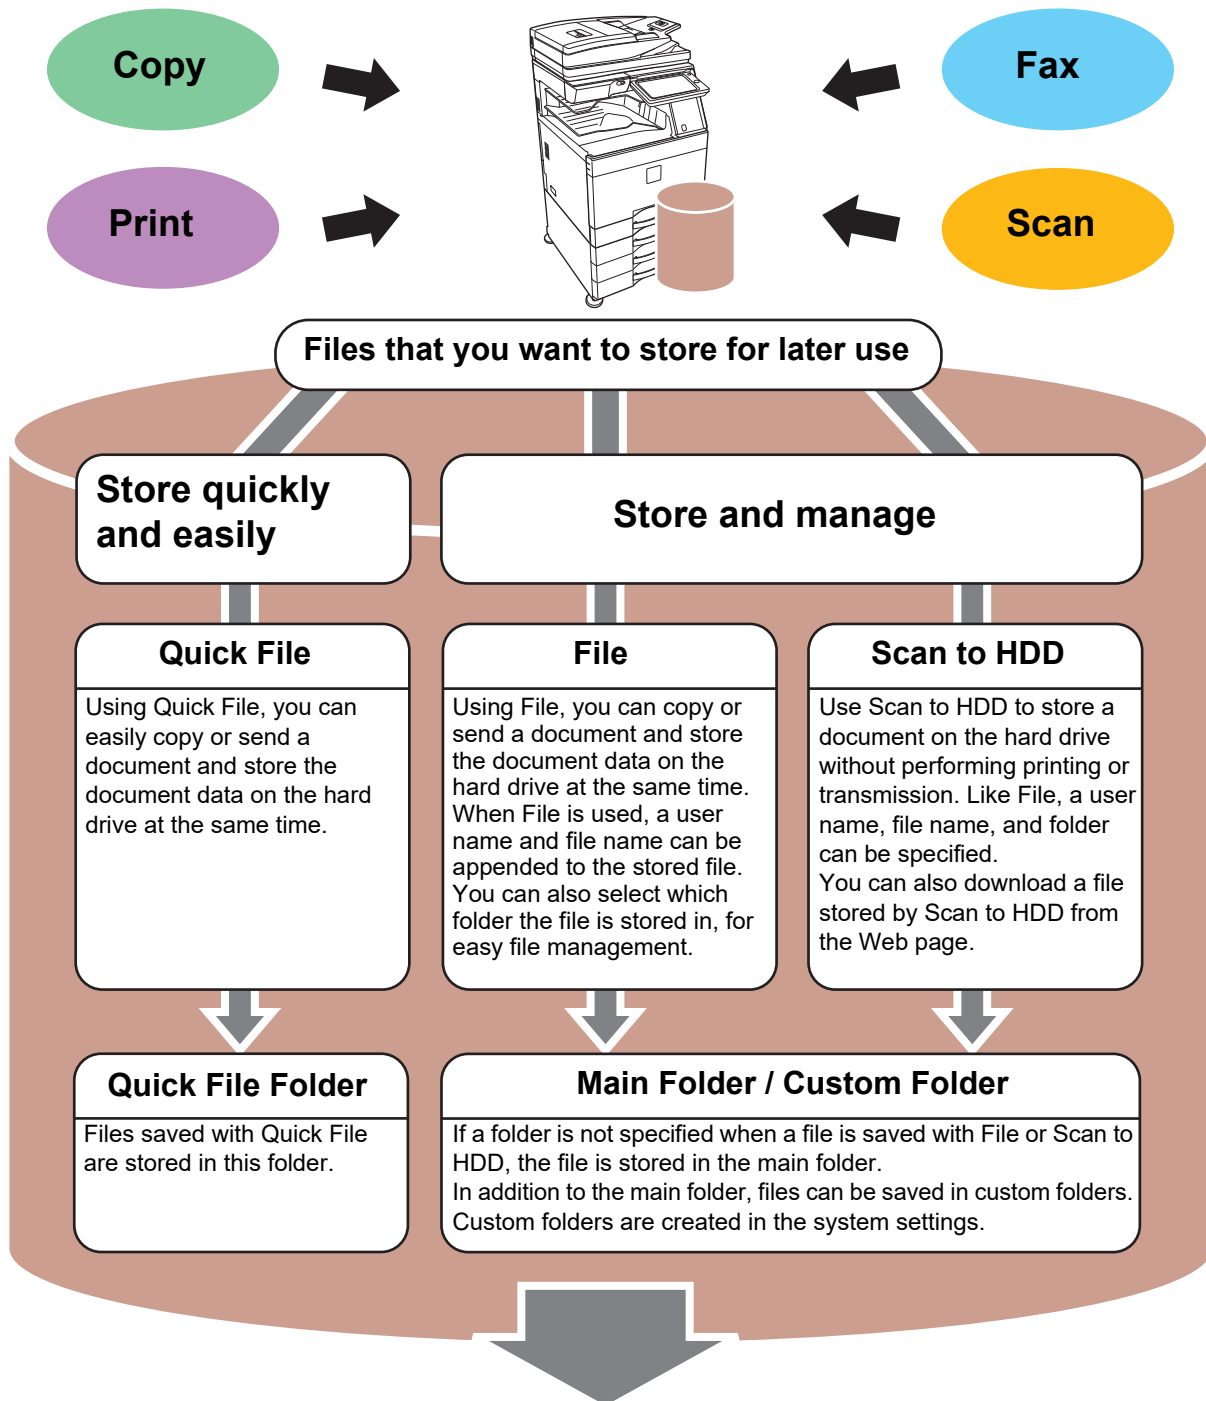 Copy
Fax
Print
Scan
Files that you want to store for later use
Store quickly
and easily
Store and manage
Quick File
Using Quick File, you can
easily copy or send a
document and store the
document data on the hard
drive at the same time.
File
Using File, you can copy or
send a document and store
the document data on the
hard drive at the same time.
When File is used, a user
name and file name can be
appended to the stored file.
You can also select which
folder the file is stored in, for
easy file management.
Scan to HDD
Use Scan to HDD to store a
document on the hard drive
without performing printing or
transmission. Like File, a user
name, file name, and folder
can be specified.
You can also download a file
stored by Scan to HDD from
the Web page.
Quick File Folder
Files saved with Quick File
are stored in this folder.
Main Folder / Custom Folder
If a folder is not specified when a file is saved with File or Scan to
HDD, the file is stored in the main folder.
In addition to the main folder, files can be saved in custom folders.
Custom folders are created in the system settings.